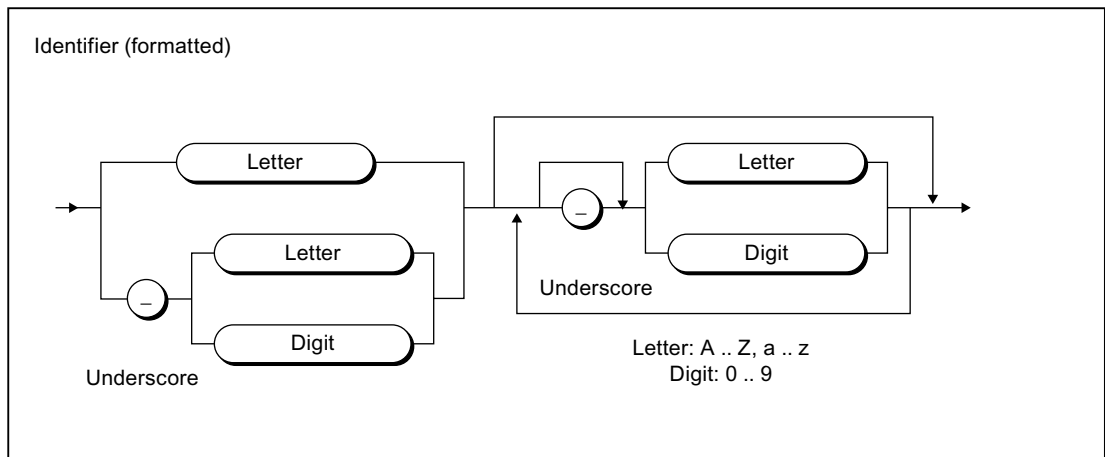 Identifier (formatted)
Letter
Letter
_
Letter
_
Digit
Underscore
Digit
Underscore
Letter: A .. Z, a .. z
Digit: 0 .. 9